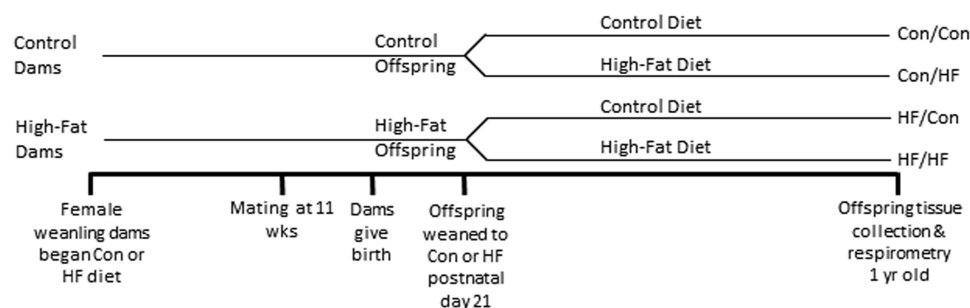 Control Diet
Con/Con
Control
Dams
Control
Offspring
High-Fat Diet
Con/HF
Control Diet
HF/Con
High-Fat
Dams
High-Fat
Offspring
High-Fat Diet
HF/HF
Female
weanling dams
began Con or
HF diet
Mating at 11
wks
Dams
give
birth
Offspring
weaned to
Con or HF
postnatal
day 21
Offspring tissue
collection &
respirometry
1 yr old